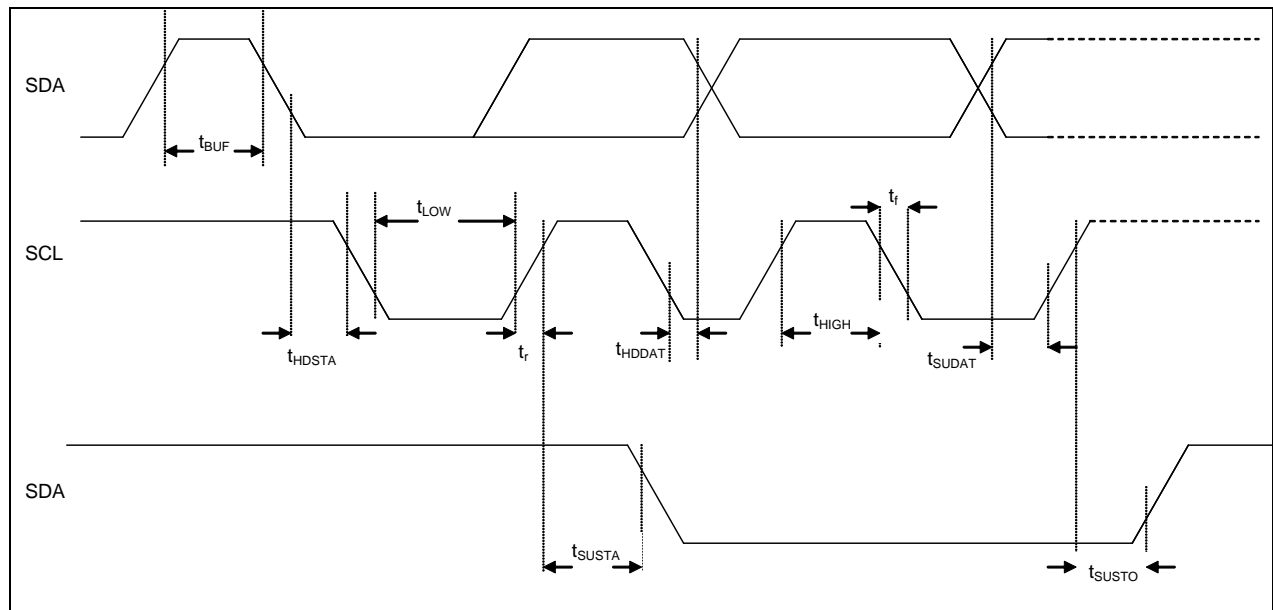 SDA
tBUF
tLOW
tf
SCL
tHDSTA
tr
tHDDAT
tHIGH
tSUDAT
SDA
tSUSTA
tSUSTO